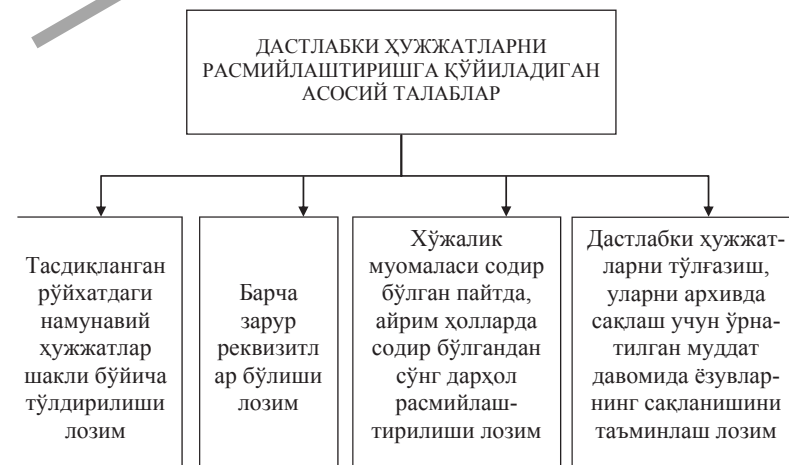 ДАСТЛАБКИ ҲУЖЖАТЛАРНИ
РАСМИЙЛАШТИРИШГА ҚЎЙИЛАДИГАН
АСОСИЙ ТАЛАБЛАР
Тасдиқланган
рўйхатдаги
намунавий
ҳужжатлар
шакли бўйича
тўлдирилиши
лозим
Барча
зарур
реквизитл
ар бўлиши
лозим
Хўжалик
муомаласи содир
бўлган пайтда,
айрим ҳолларда
содир бўлгандан
сўнг дарҳол
расмийлаш-
тирилиши лозим
Дастлабки ҳужжат-
ларни тўлғазиш,
уларни архивда
сақлаш учун ўрна-
тилган муддат
давомида ёзувлар-
нинг сақланишини
таъминлаш лозим